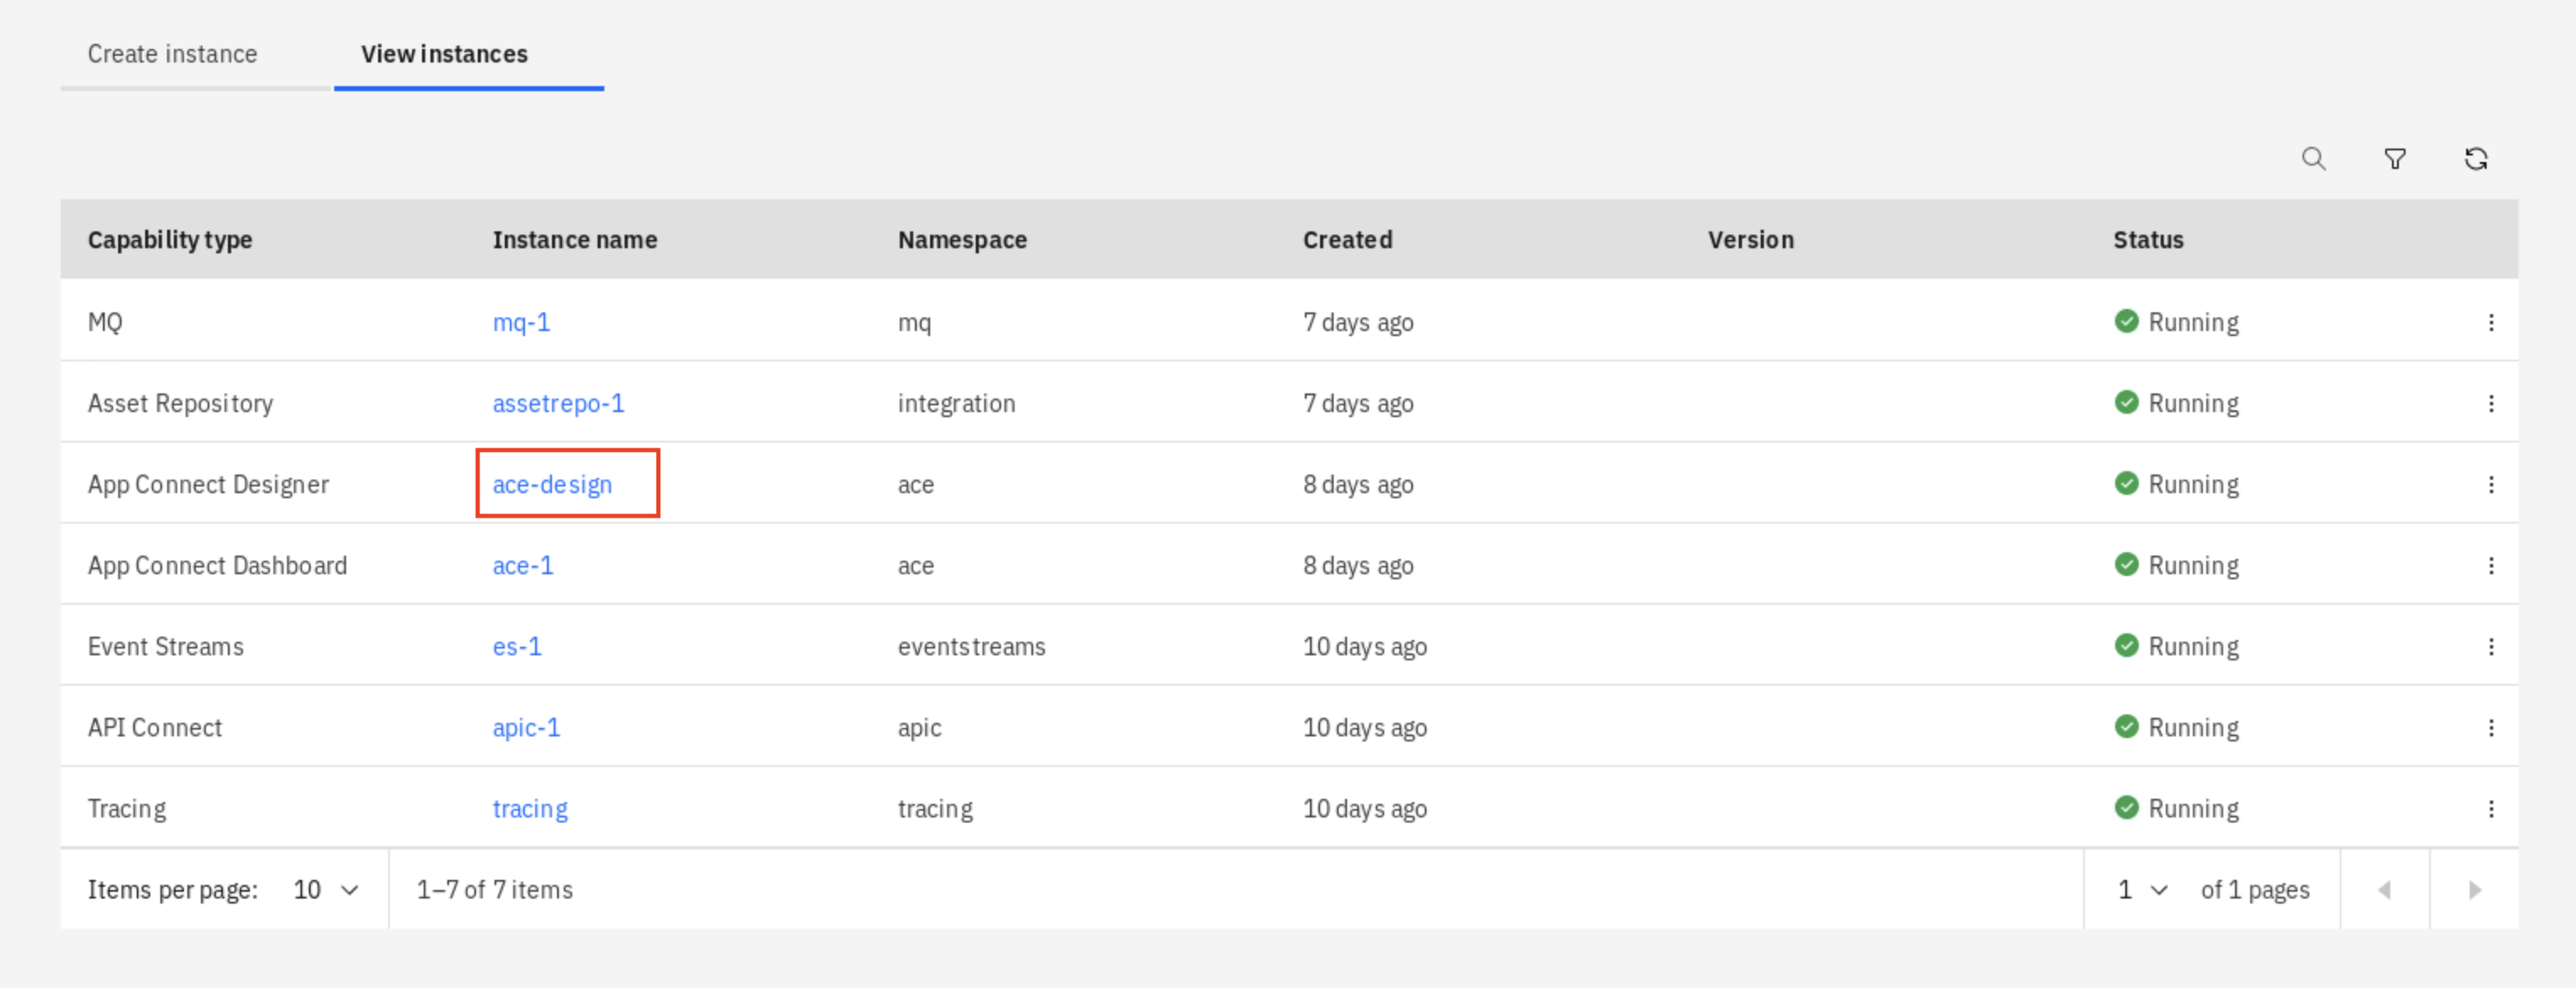 Create instance View instances
Capability type Instance name Namespace Created Version Status
MQ mq-1 mq 7 days ago Running
Asset Repository assetrepo-1 integration 7 days ago Running
App Connect Designer ace-design ace 8 days ago Running
App Connect Dashboard ace-1 ace 8 days ago Running
Event Streams es-1 eventstreams 10 days ago Running
API Connect apic-1 apic 10 days ago Running
Tracing tracing tracing 10 days ago Running
Items per page: 10 1–7 of 7 items 1 of 1 pages